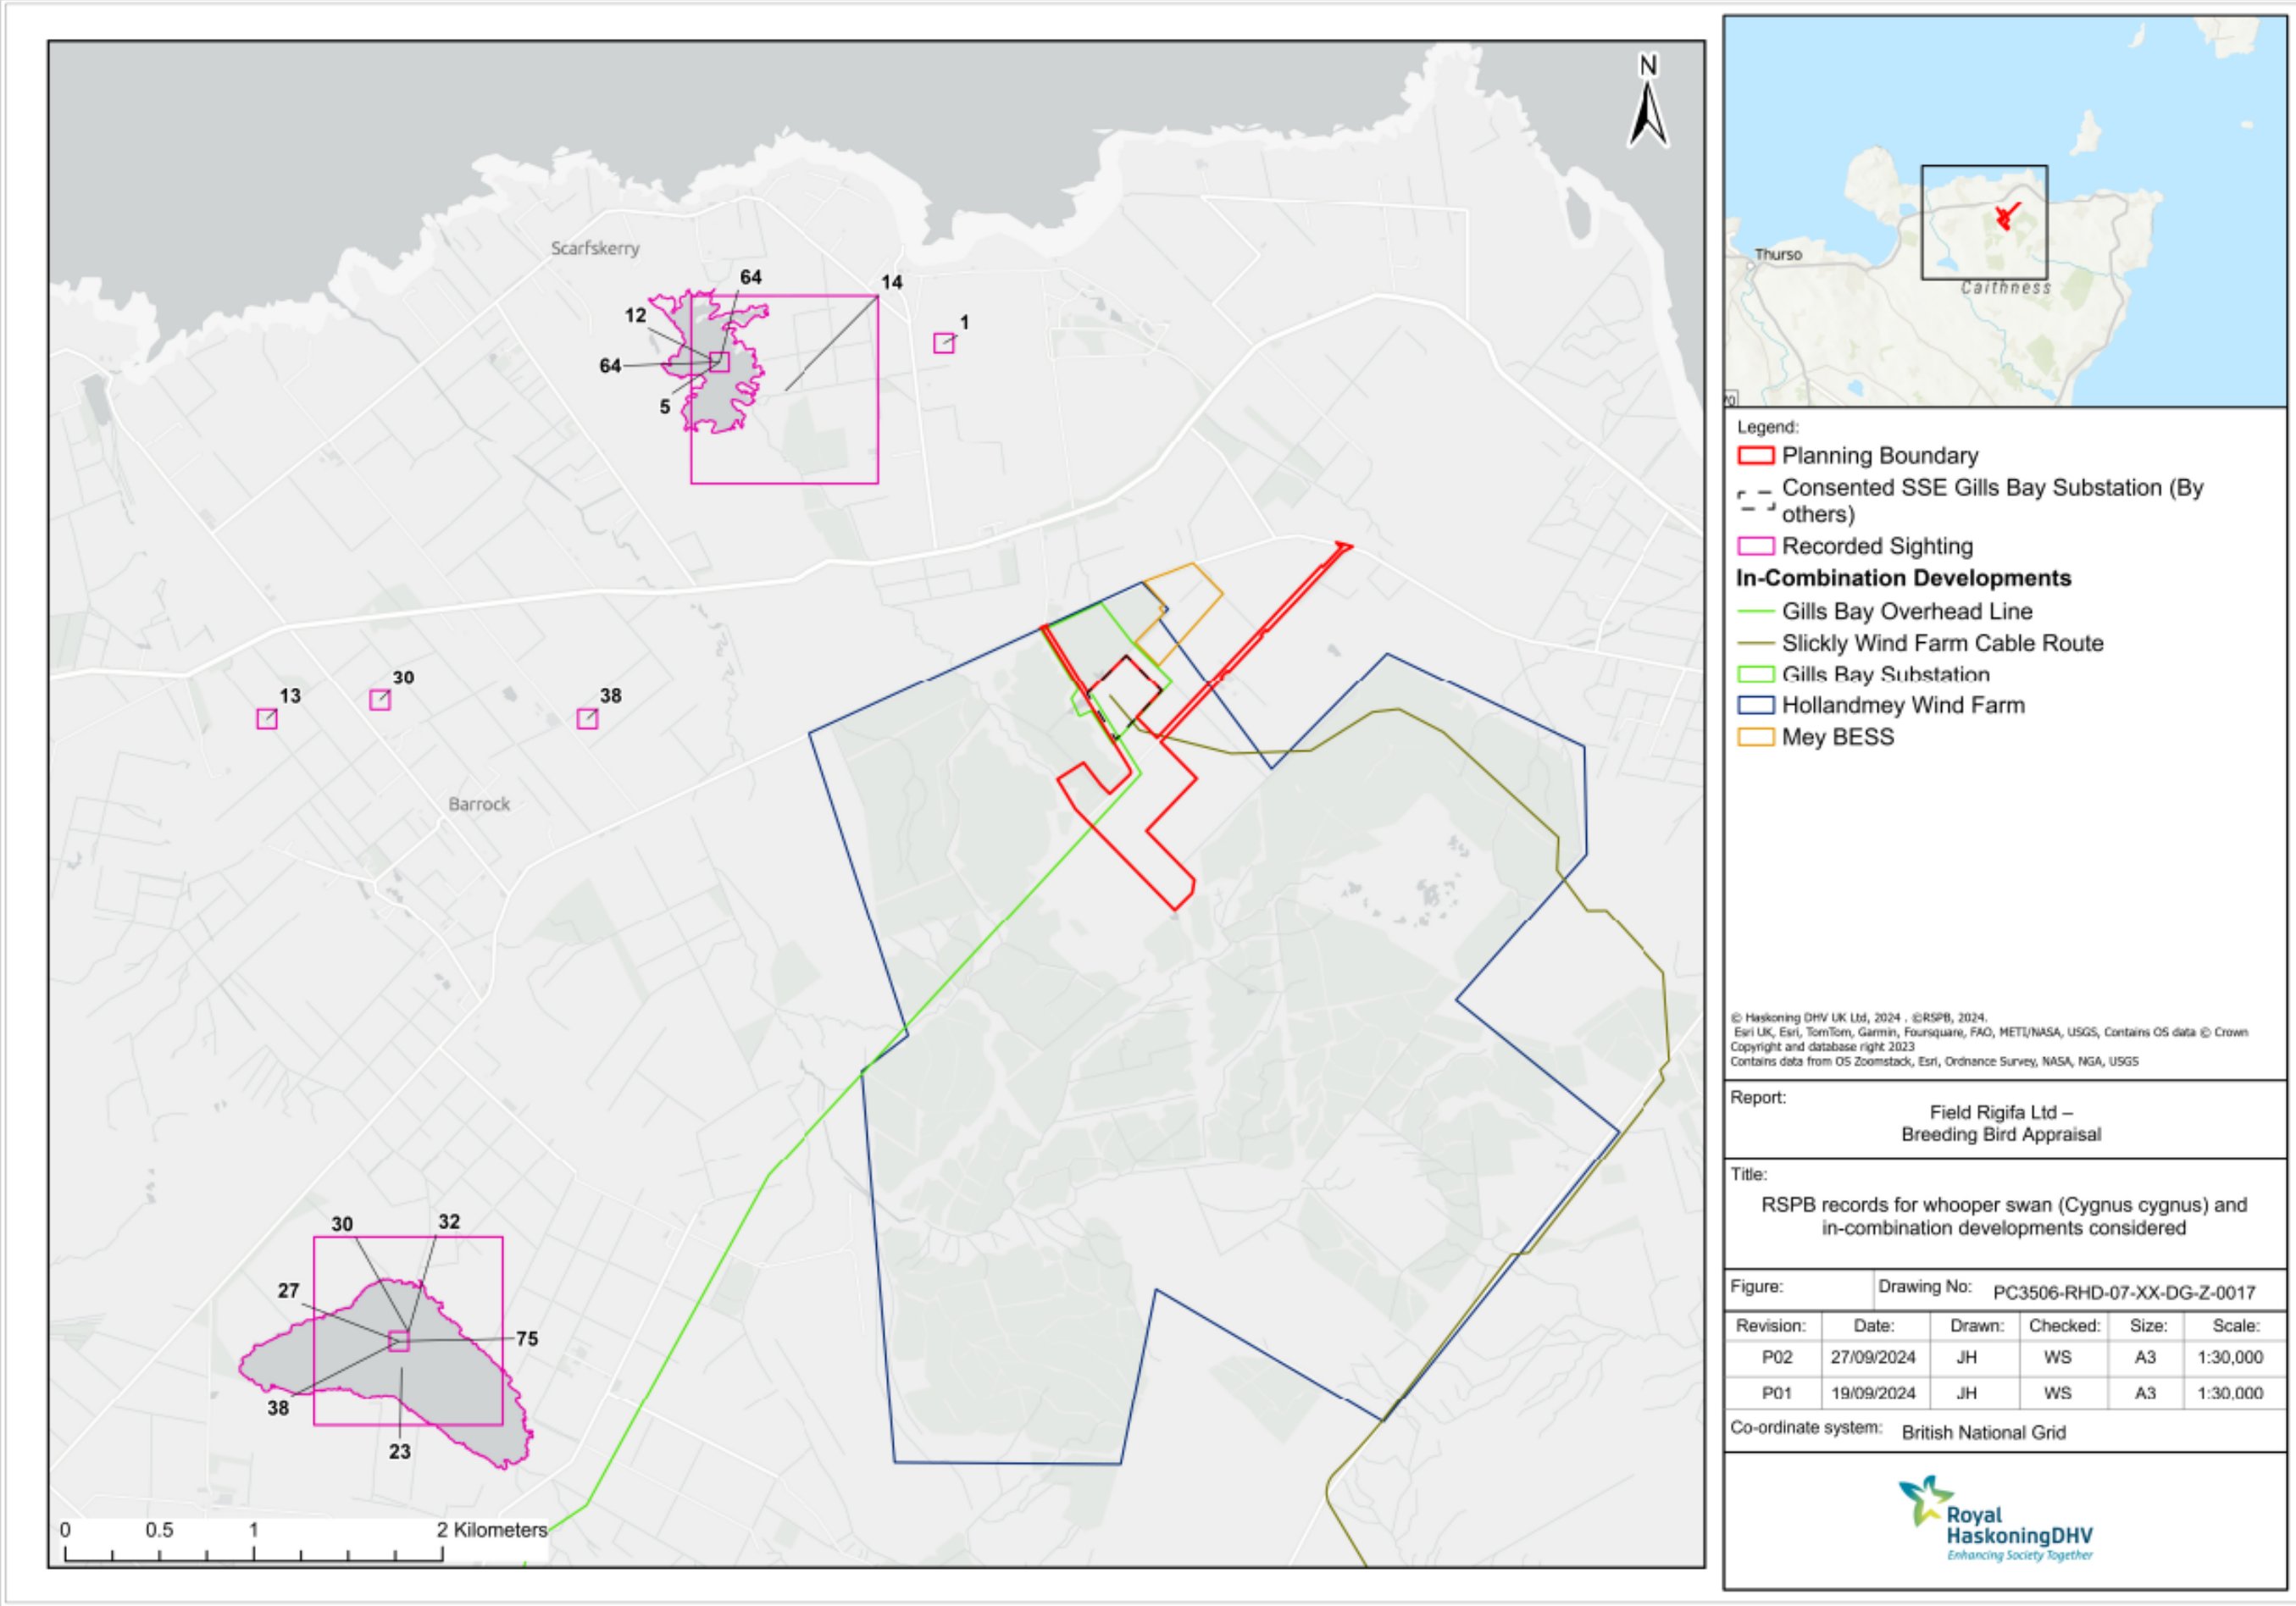 N
Scarfskerry
64
14
12
1
64
5
30
13
38
Barrock
30
32
27
75
38
23
0 0.5 1 2 Kilometers
Thurso
Caithness
Legend:
Planning Boundary
Consented SSE Gills Bay Substation (By
others)
Recorded Sighting
In-Combination Developments
Gills Bay Overhead Line
Slickly Wind Farm Cable Route
Gills Bay Substation
Hollandmey Wind Farm
Mey BESS
© Haskoning DHV UK Ltd, 2024 . ©RSPB, 2024.
Esri UK, Esri, TomTom, Garmin, Foursquare, FAO, METI/NASA, USGS, Contains OS data © Crown
Copyright and database right 2023
Contains data from OS Zoomstack, Esri, Ordnance Survey, NASA, NGA, USGS
Report:
Field Rigifa Ltd –
Breeding Bird Appraisal
Title:
RSPB records for whooper swan (Cygnus cygnus) and
in-combination developments considered
Figure: Drawing No: PC3506-RHD-07-XX-DG-Z-0017
Revision: Date: Drawn: Checked: Size: Scale:
P02 27/09/2024 JH WS A3 1:30,000
P01 19/09/2024 JH WS A3 1:30,000
Co-ordinate system: British National Grid
Royal
HaskoningDHV
Enhancing Society Together